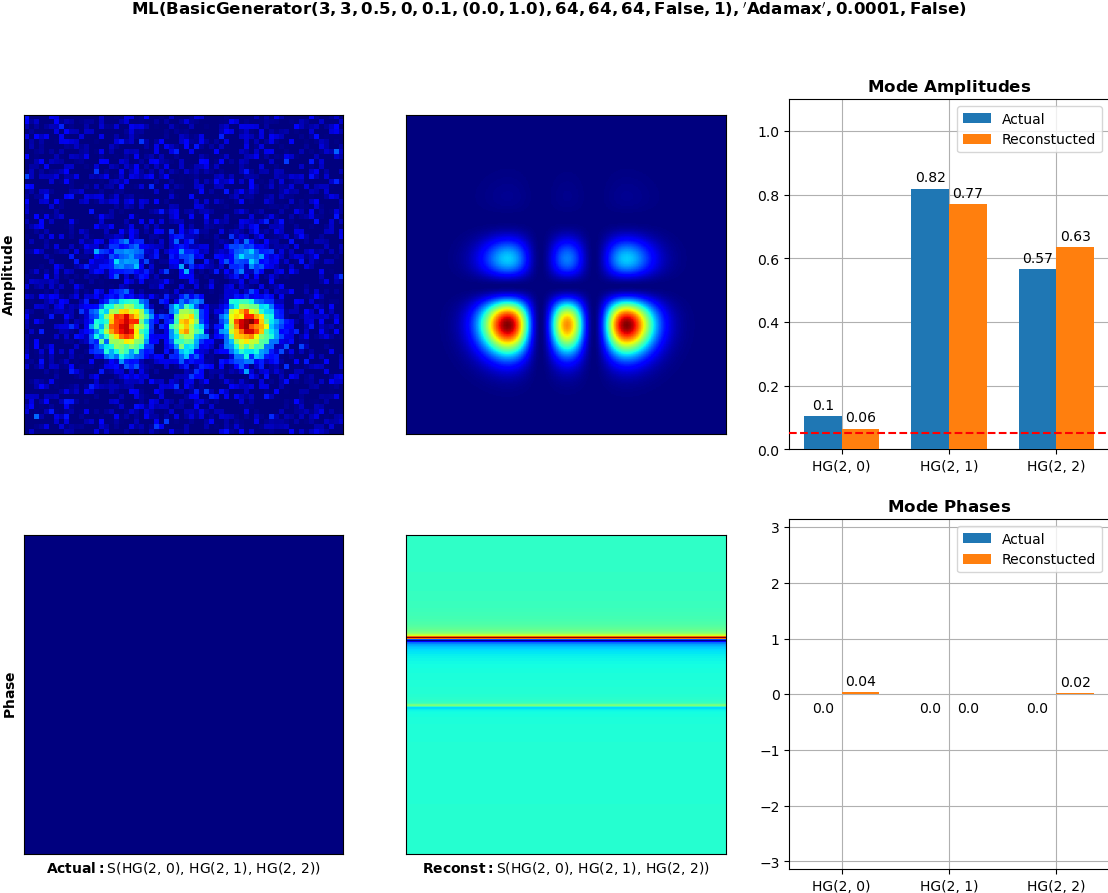 ML(BasicGenerator(3, 3, 0.5, 0, 0.1, (0.0, 1.0), 64, 64, 64, False, 1), ′Adamax′, 0.0001, False)
Amplitude
Mode Amplitudes
Actual
Reconstucted
1.0
0.8
0.6
0.4
0.2
0.0
0.1
0.06
0.82
0.77
0.57
0.63
HG(2, 0)
HG(2, 1)
HG(2, 2)
Phase
Actual: S(HG(2, 0), HG(2, 1), HG(2, 2))
Reconst: S(HG(2, 0), HG(2, 1), HG(2, 2))
Mode Phases
Actual
Reconstucted
3
2
1
0
−1
−2
−3
0.0
0.04
0.0
0.0
0.0
0.02
HG(2, 0)
HG(2, 1)
HG(2, 2)